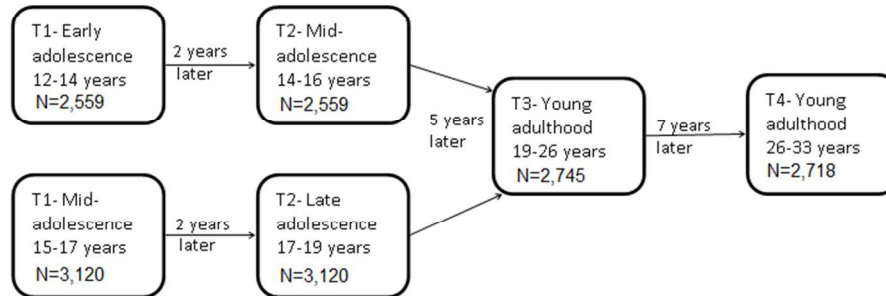 T1- Early
adolescence
12-14 years
N=2,559
2 years
later
T2- Mid-
adolescence
14-16 years
N=2,559
T1- Mid-
adolescence
15-17 years
N=3,120
2 years
later
T2- Late
adolescence
17-19 years
N=3,120
5 years
later
T3- Young
adulthood
19-26 years
N=2,745
7 years
later
T4- Young
adulthood
26-33 years
N=2,718